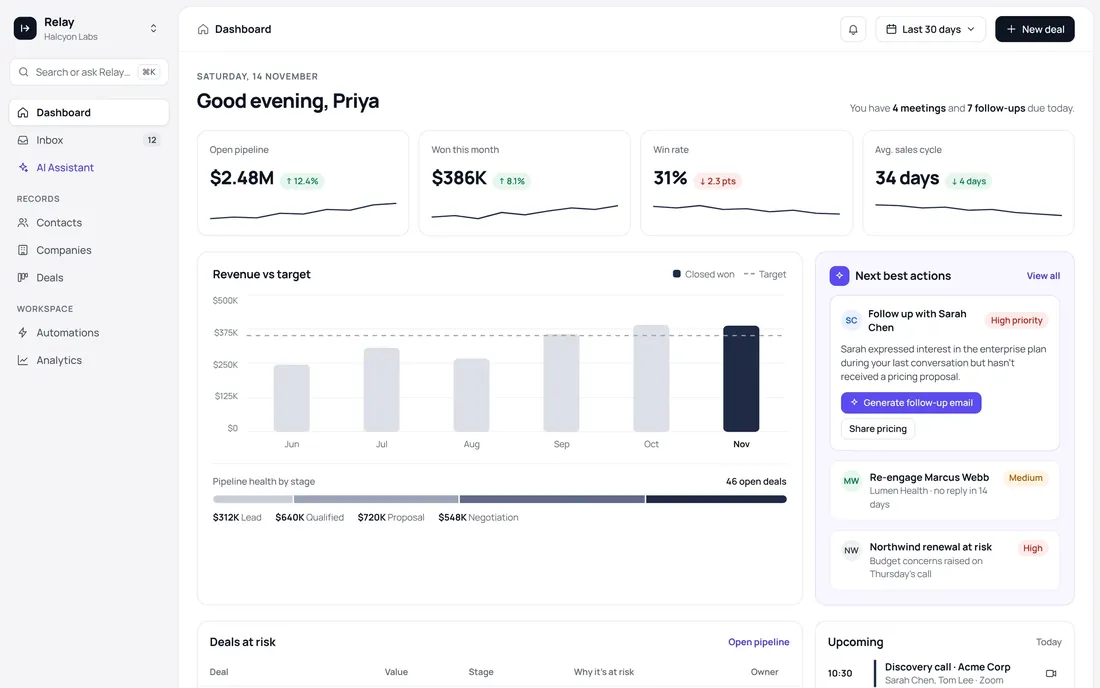 Relay
Halcyon Labs
Search or ask Relay... ⌘K
Dashboard
Inbox 12
AI Assistant
RECORDS
Contacts
Companies
Deals
WORKSPACE
Automations
Analytics
Dashboard
Last 30 days
+ New deal
SATURDAY, 14 NOVEMBER
Good evening, Priya
You have 4 meetings and 7 follow-ups due today.
Open pipeline
$2.48M ↑ 12.4%
Won this month
$386K ↑ 8.1%
Win rate
31% ↓ 2.3 pts
Avg. sales cycle
34 days ↓ 4 days
Revenue vs target
Closed won Target
$500K
$375K
$250K
$125K
$0
Jun Jul Aug Sep Oct Nov
Pipeline health by stage 46 open deals
$312K Lead $640K Qualified $720K Proposal $548K Negotiation
Next best actions View all
SC
Follow up with Sarah
Chen
High priority
Sarah expressed interest in the enterprise plan
during your last conversation but hasn't
received a pricing proposal.
Generate follow-up email
Share pricing
MW
Re-engage Marcus Webb Medium
Lumen Health · no reply in 14
days
NW
Northwind renewal at risk High
Budget concerns raised on
Thursday's call
Deals at risk Open pipeline
Deal Value Stage Why it's at risk Owner
Upcoming Today
10:30
Discovery call · Acme Corp
Sarah Chen, Tom Lee · Zoom